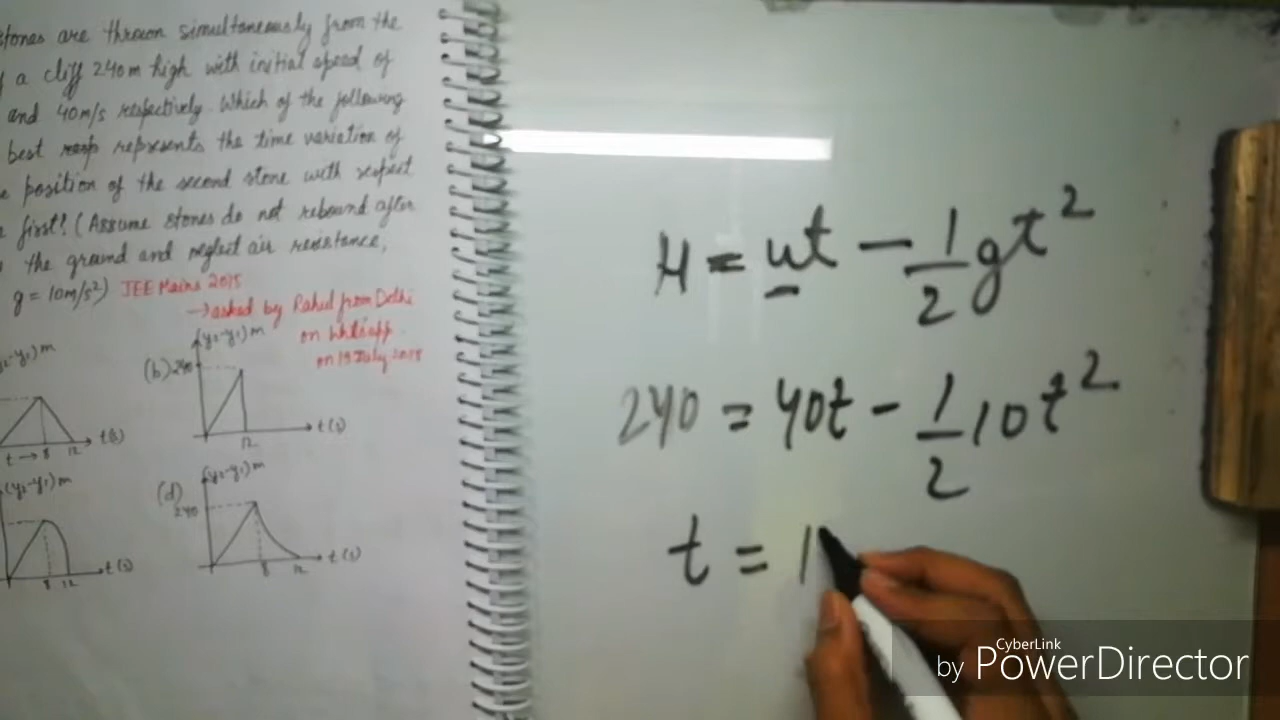 stones are thrown simultaneously from the
a cliff 240m high with initial speed of
and 40m/s respectively. Which of the following
best represents the time variation of
position of the second stone with respect
first? (Assume stones do not rebound after
the ground and neglect air resistance,
g = 10m/s²) JEE Mains 2015
→ asked by Rahul from Delhi
on Whatsapp
on 19 July 2018
y₂-y₁) m
t → 8 12 t(s)
(b) 240 (y₂-y₁) m
12 t(s)
(y₂-y₁) m
8 12 t(s)
(d) 240 (y₂-y₁) m
8 12 t(s)
H = ut - 1/2 gt²
240 = 40t - 1/2 10t²
t = 1
CyberLink
by PowerDirector